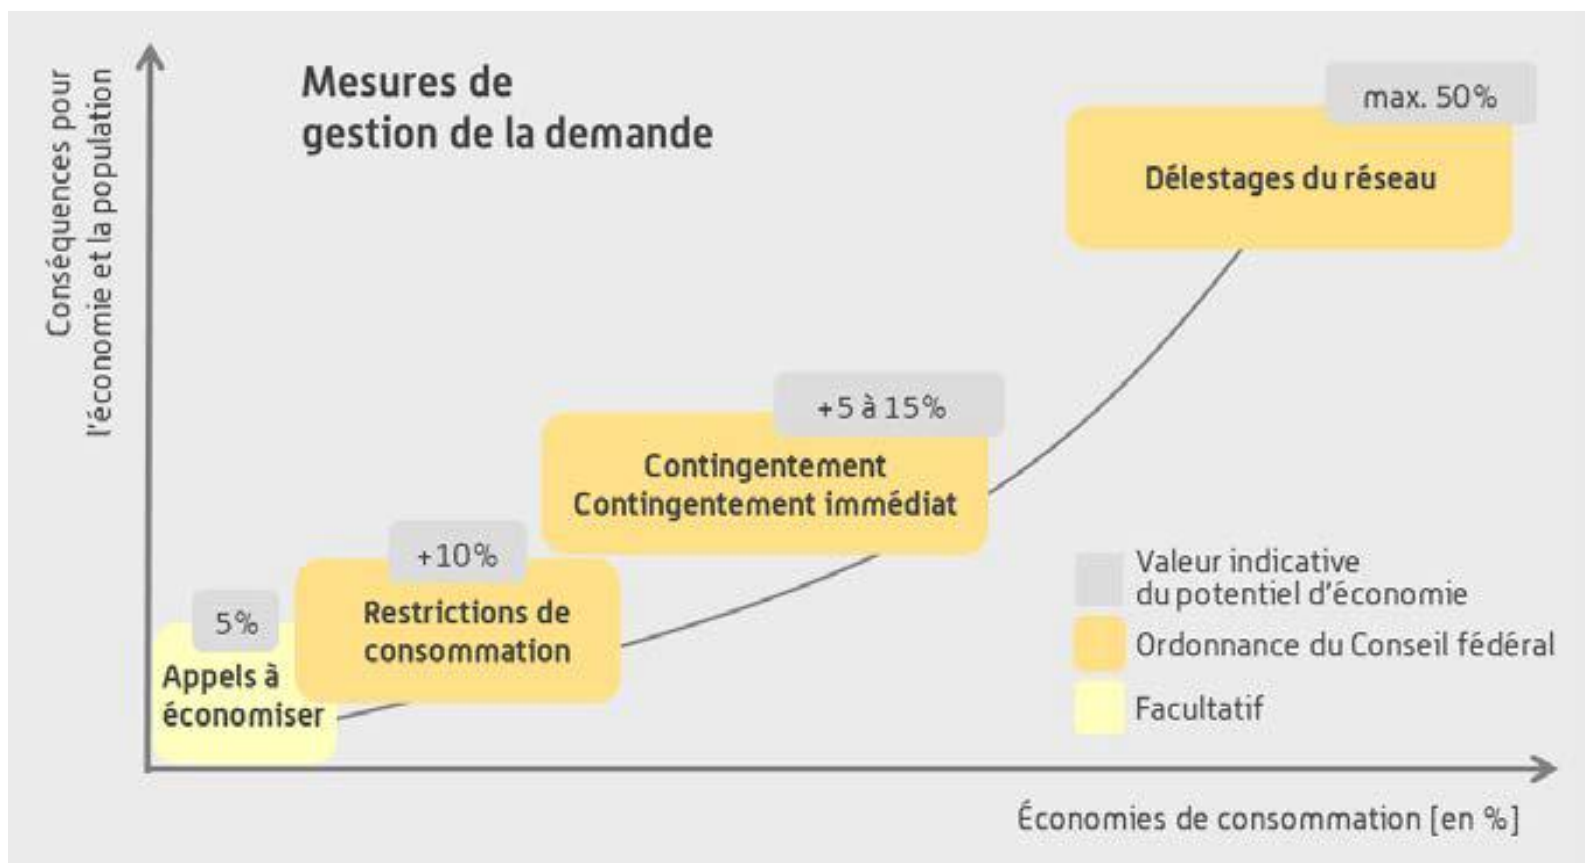 Conséquences pour
l'économie et la population
Mesures de
gestion de la demande
max. 50%
Délestages du réseau
+5 à 15%
Contingentement
Contingentement immédiat
+10%
Restrictions de
consommation
5%
Appels à
économiser
Valeur indicative
du potentiel d'économie
Ordonnance du Conseil fédéral
Facultatif
Économies de consommation [en %]